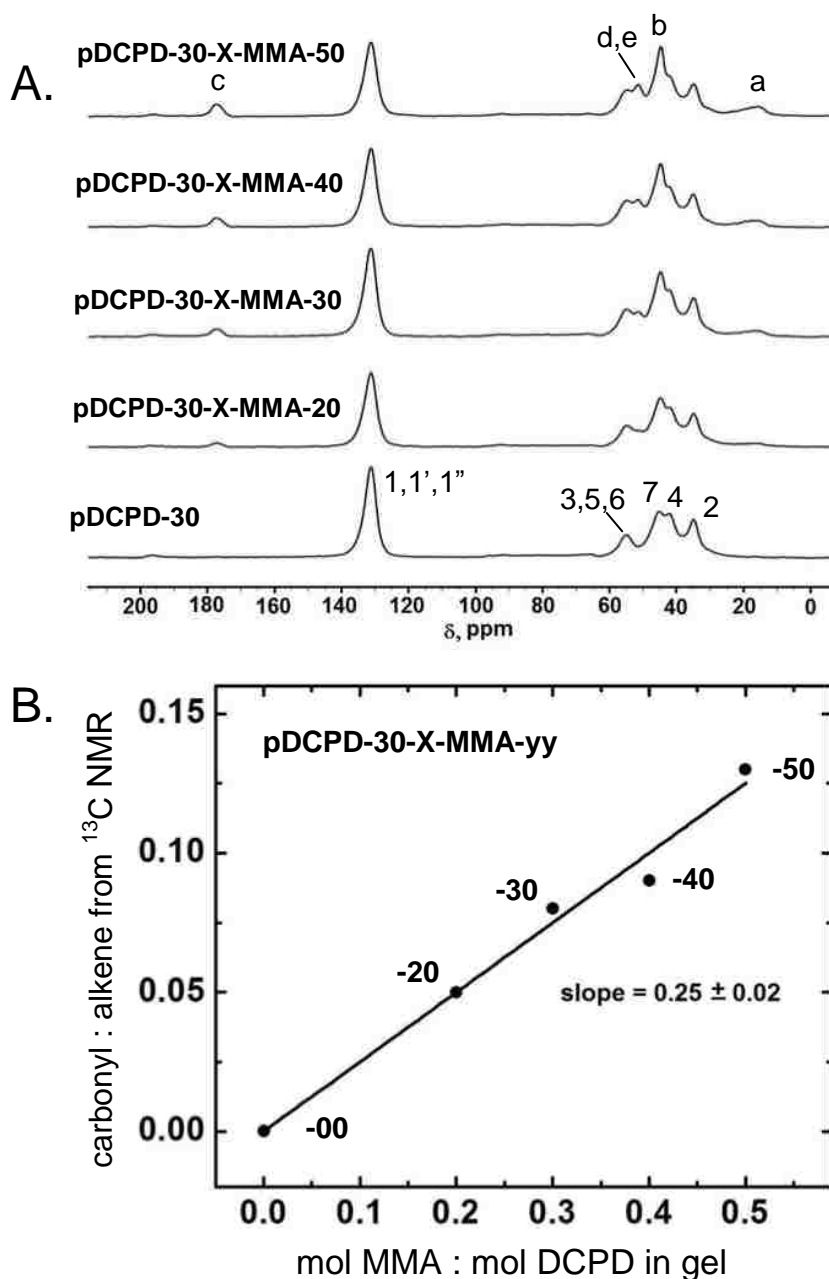 A.
pDCPD-30-X-MMA-50
c
d,e
b
a
pDCPD-30-X-MMA-40
pDCPD-30-X-MMA-30
pDCPD-30-X-MMA-20
pDCPD-30
1,1',1"
3,5,6
7
4
2
200 180 160 140 120 100 80 60 40 20 0
δ, ppm
B.
carbonyl : alkene from ¹³C NMR
0.15
0.10
0.05
0.00
pDCPD-30-X-MMA-yy
-50
-40
-30
-20
-00
slope = 0.25 ± 0.02
0.0 0.1 0.2 0.3 0.4 0.5
mol MMA : mol DCPD in gel